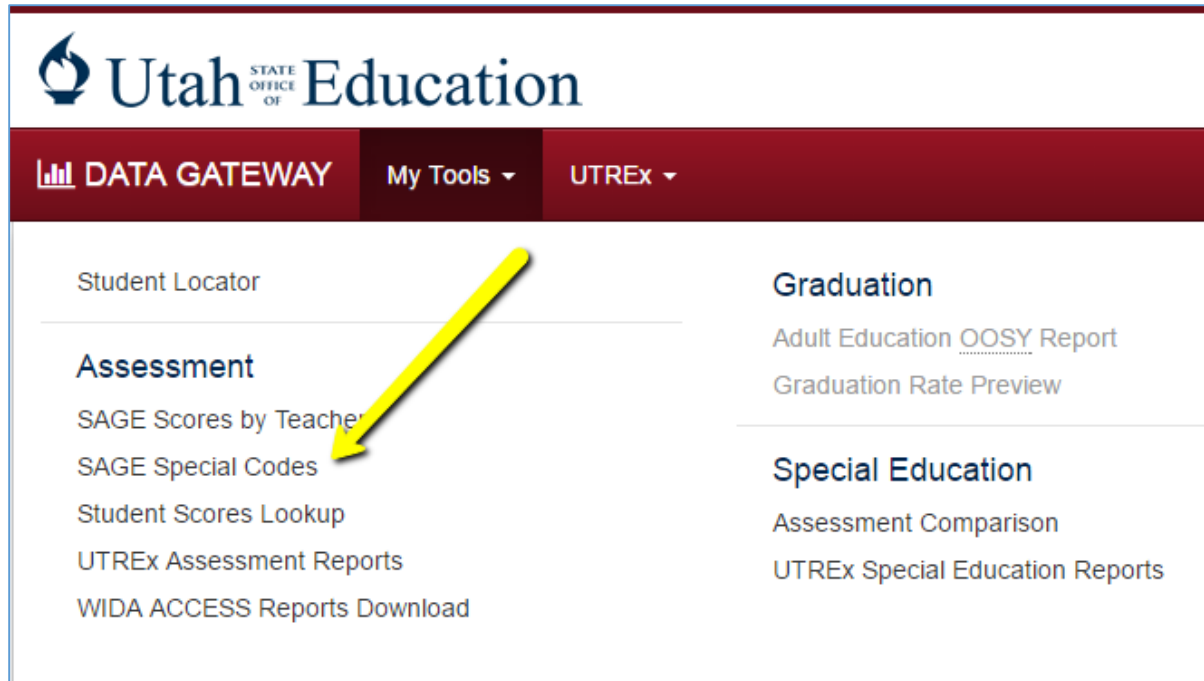 Utah STATE OFFICE OF Education
DATA GATEWAY My Tools UTREx
Student Locator
Assessment
SAGE Scores by Teacher
SAGE Special Codes
Student Scores Lookup
UTREx Assessment Reports
WIDA ACCESS Reports Download
Graduation
Adult Education OOSY Report
Graduation Rate Preview
Special Education
Assessment Comparison
UTREx Special Education Reports